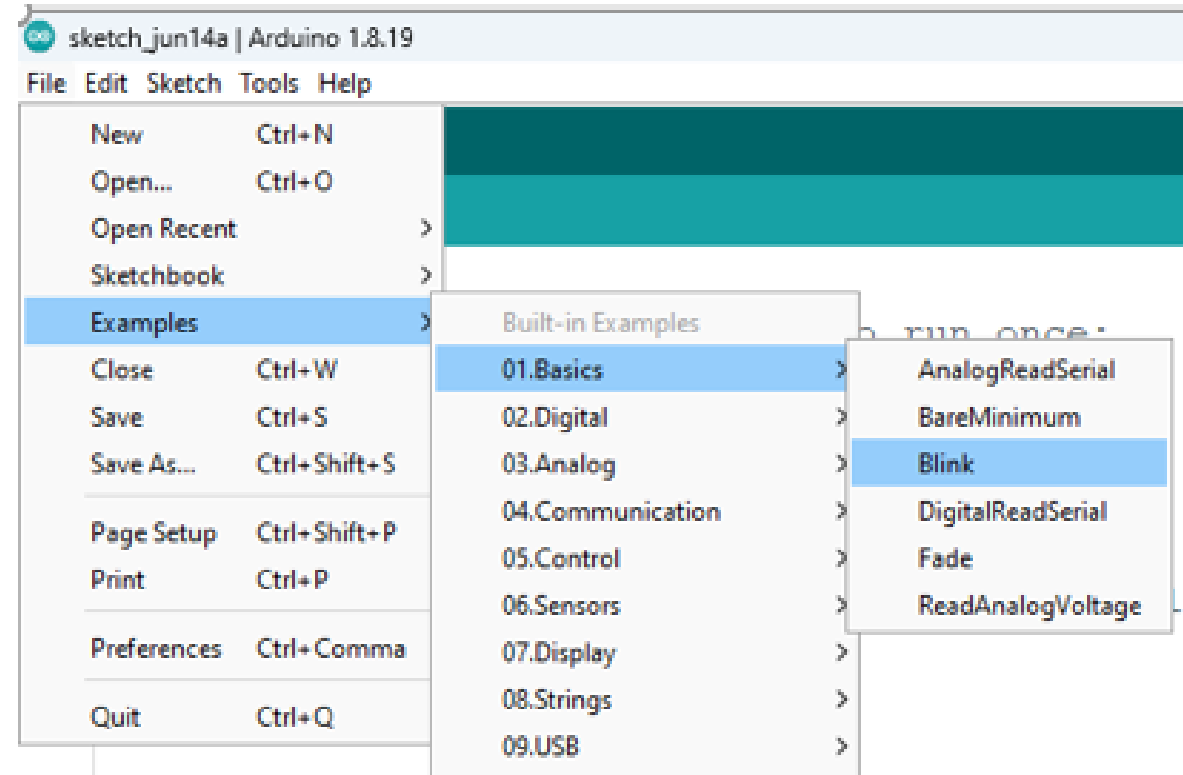 sketch_jun14a | Arduino 1.8.19
File Edit Sketch Tools Help
New Ctrl+N
Open... Ctrl+O
Open Recent >
Sketchbook >
Examples >
Close Ctrl+W
Save Ctrl+S
Save As... Ctrl+Shift+S
Page Setup Ctrl+Shift+P
Print Ctrl+P
Preferences Ctrl+Comma
Quit Ctrl+Q
Built-in Examples
01.Basics >
02.Digital >
03.Analog >
04.Communication >
05.Control >
06.Sensors >
07.Display >
08.Strings >
09.USB >
run once:
AnalogReadSerial
BareMinimum
Blink
DigitalReadSerial
Fade
ReadAnalogVoltage